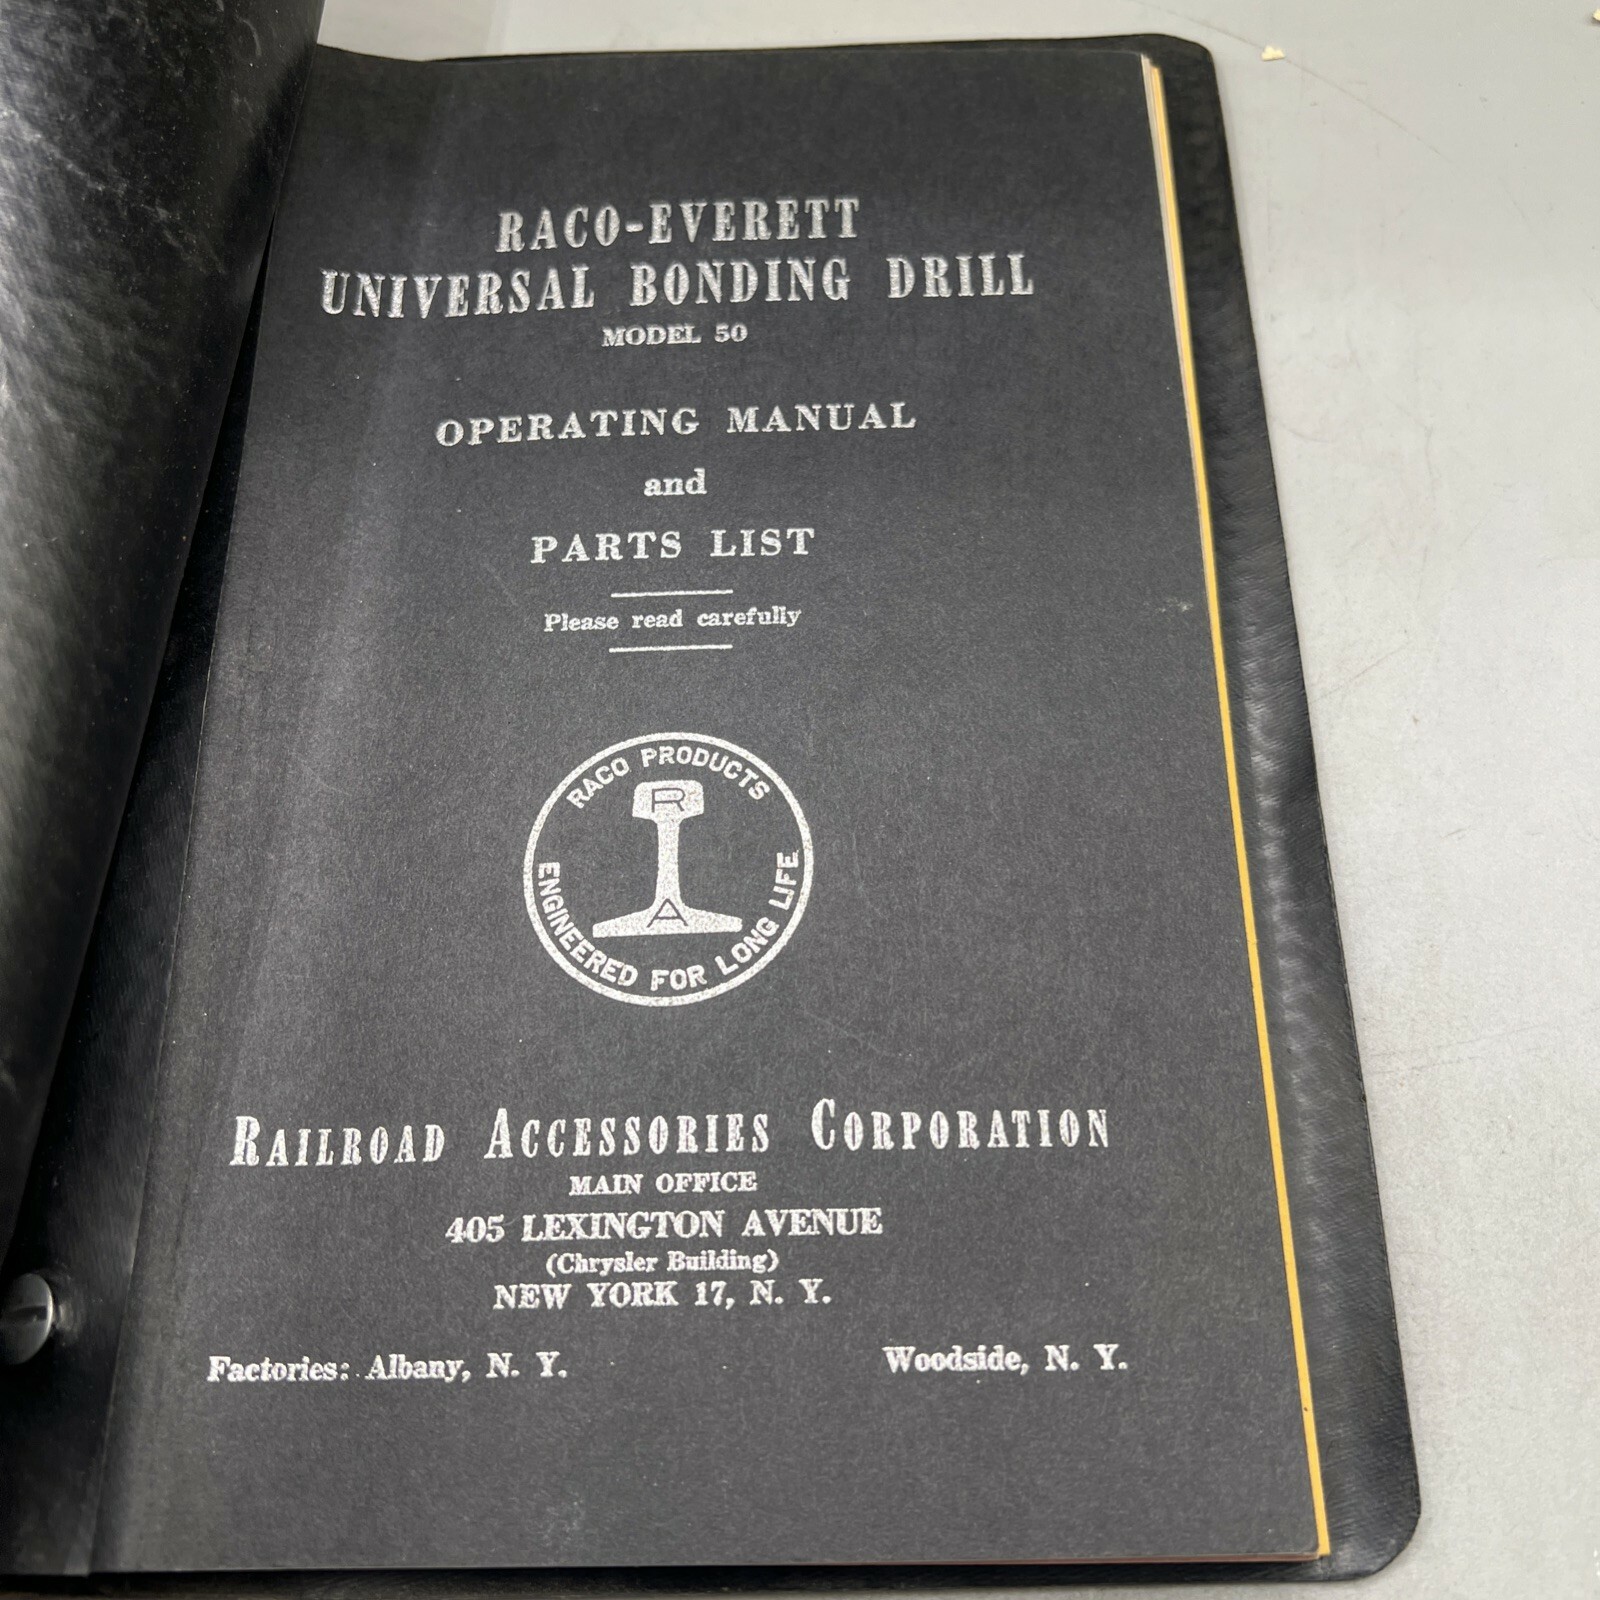 RACO-EVERETT
UNIVERSAL BONDING DRILL
MODEL 50
OPERATING MANUAL
and
PARTS LIST
Please read carefully
RACO PRODUCTS
R
A
ENGINEERED FOR LONG LIFE
RAILROAD ACCESSORIES CORPORATION
MAIN OFFICE
405 LEXINGTON AVENUE
(Chrysler Building)
NEW YORK 17, N. Y.
Factories: Albany, N. Y. Woodside, N. Y.